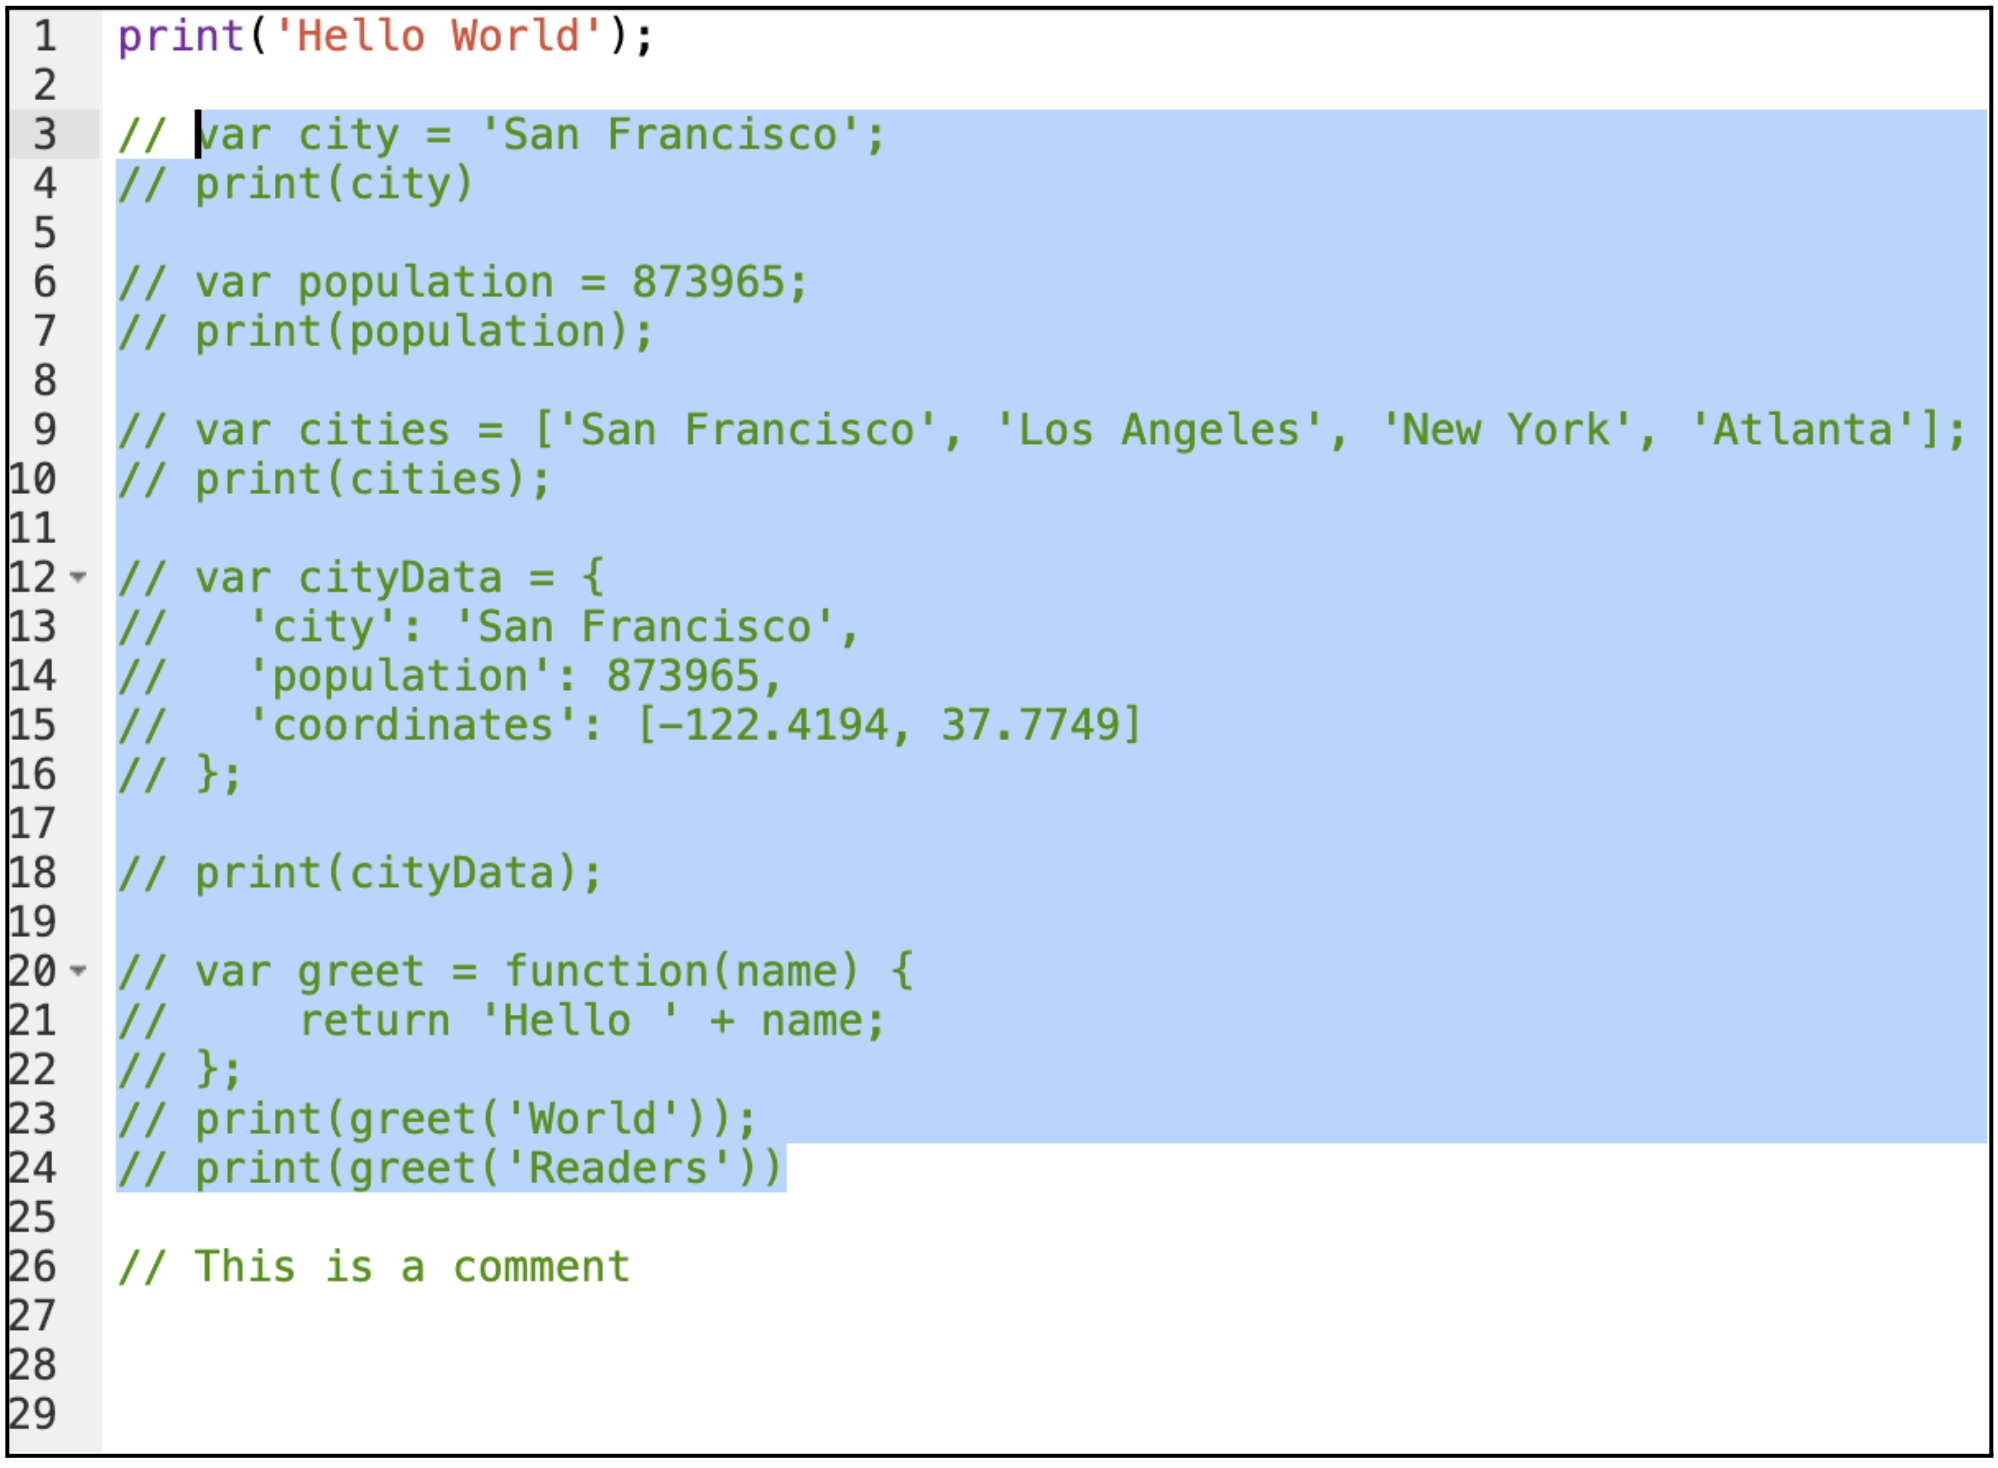 1 print('Hello World');
2
3 // var city = 'San Francisco';
4 // print(city)
5
6 // var population = 873965;
7 // print(population);
8
9 // var cities = ['San Francisco', 'Los Angeles', 'New York', 'Atlanta'];
10 // print(cities);
11
12 // var cityData = {
13 //   'city': 'San Francisco',
14 //   'population': 873965,
15 //   'coordinates': [-122.4194, 37.7749]
16 // };
17
18 // print(cityData);
19
20 // var greet = function(name) {
21 //     return 'Hello ' + name;
22 // };
23 // print(greet('World'));
24 // print(greet('Readers'))
25
26 // This is a comment
27
28
29